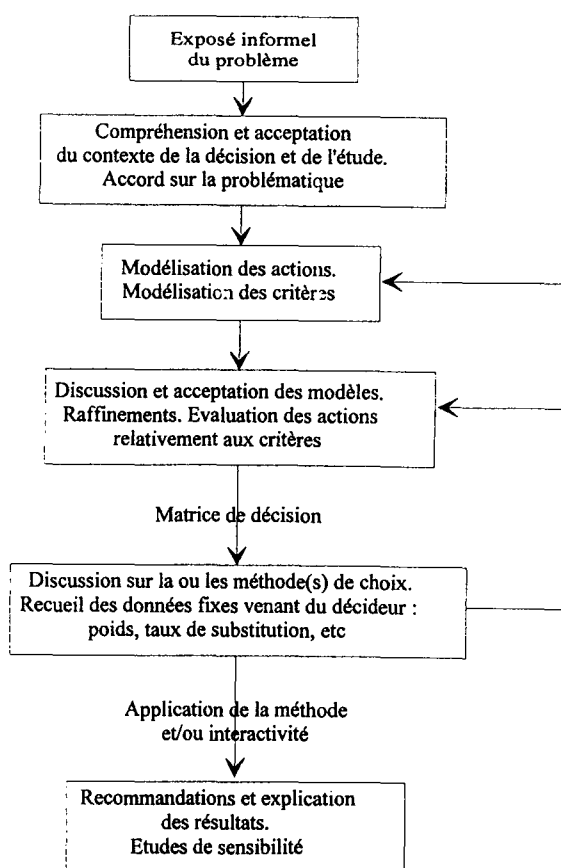 Exposé informel
du problème
Compréhension et acceptation
du contexte de la décision et de l'étude.
Accord sur la problématique
Modélisation des actions.
Modélisation des critères
Discussion et acceptation des modèles.
Raffinements. Evaluation des actions
relativement aux critères
Matrice de décision
Discussion sur la ou les méthode(s) de choix.
Recueil des données fixes venant du décideur :
poids, taux de substitution, etc
Application de la méthode
et/ou interactivité
Recommandations et explication
des résultats.
Etudes de sensibilité